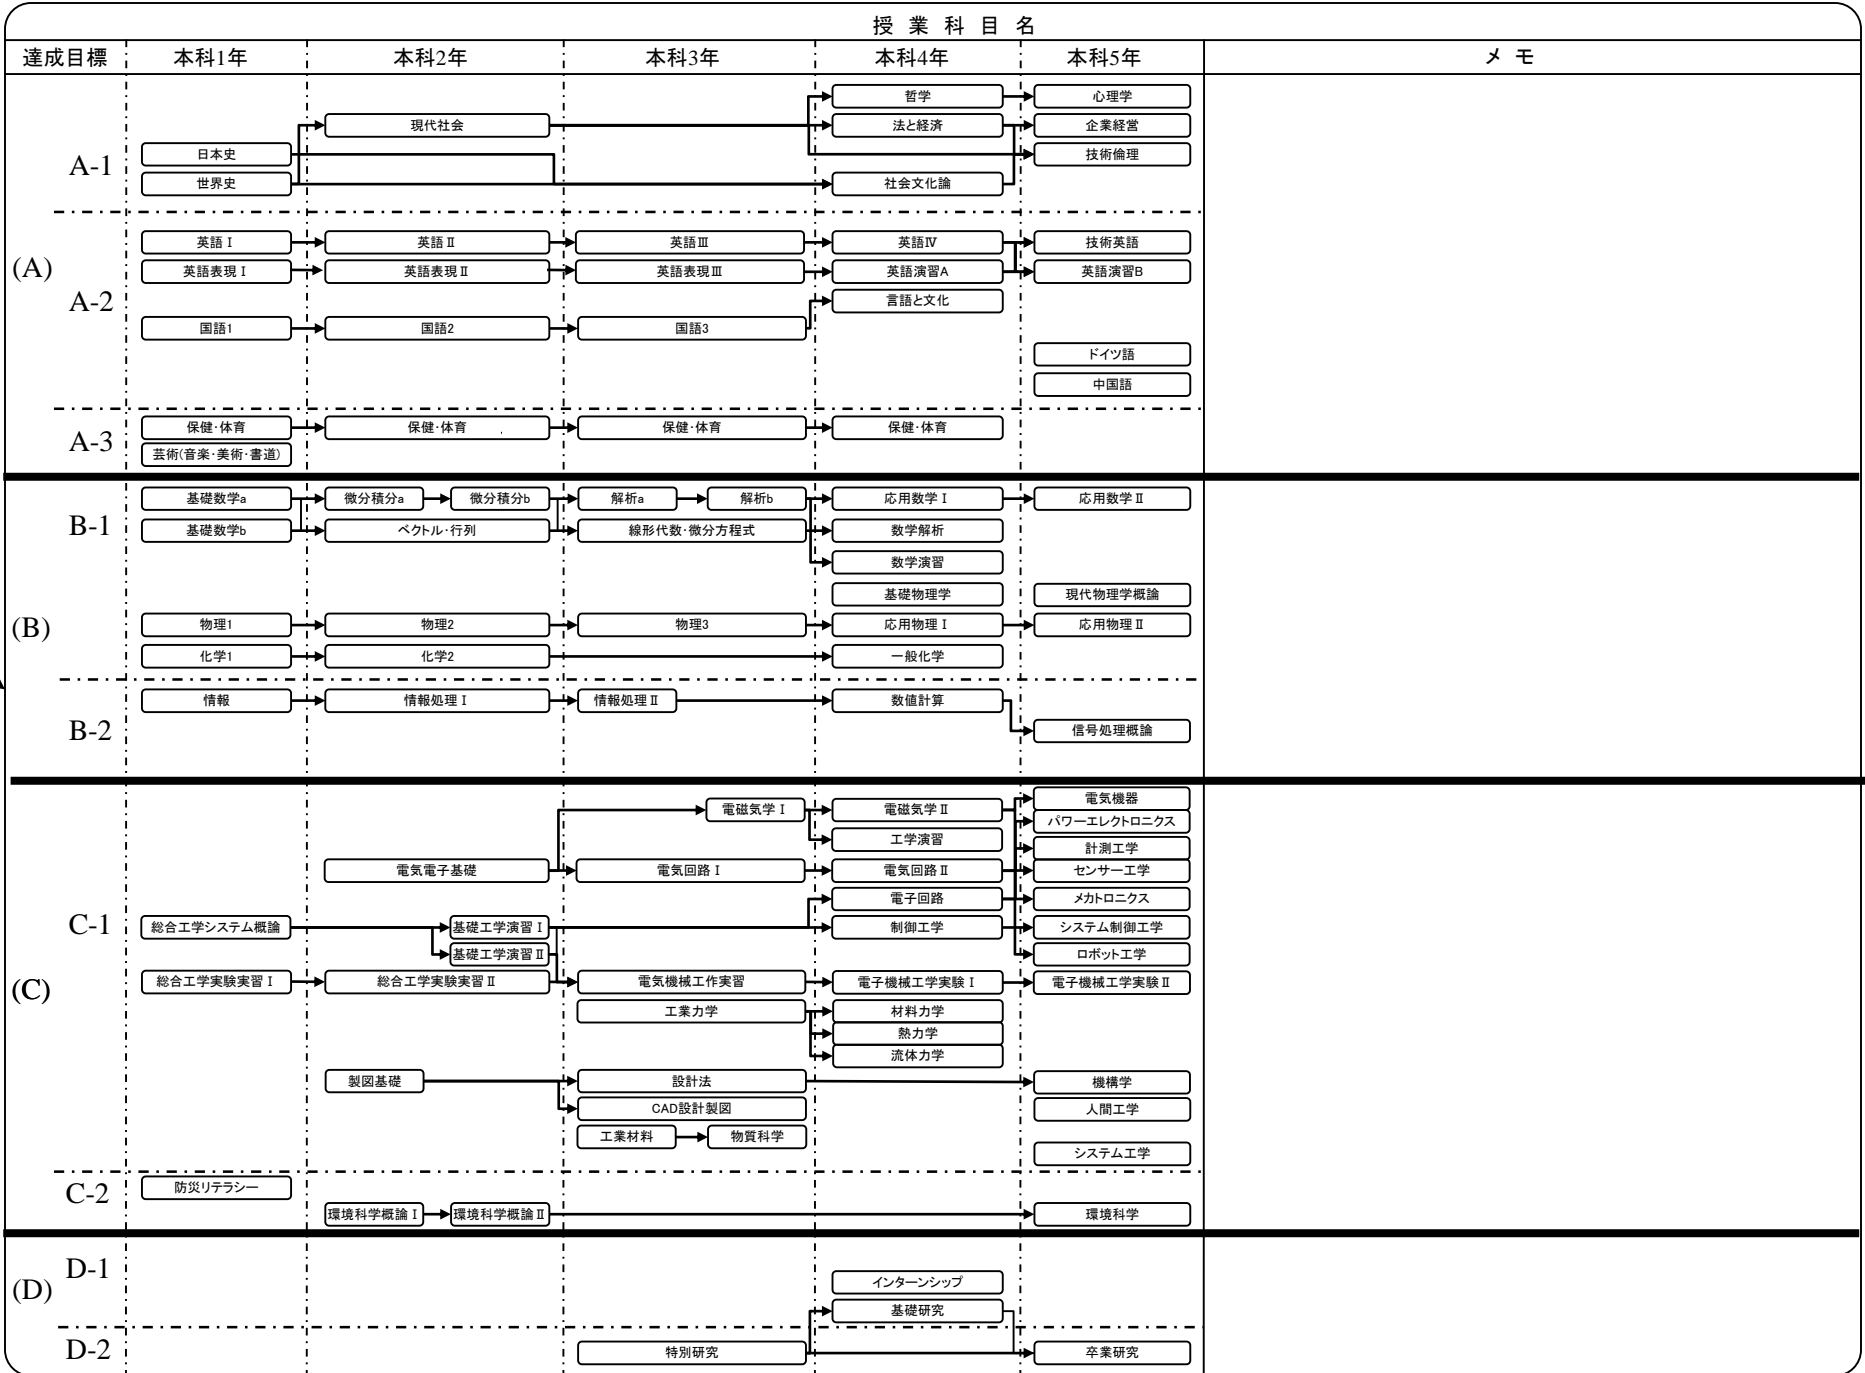 授 業 科 目 名
達成目標 本科1年 本科2年 本科3年 本科4年 本科5年 メ モ
哲学 心理学
現代社会 法と経済 企業経営
日本史 技術倫理
A-1
世界史 社会文化論
英語Ⅰ 英語Ⅱ 英語Ⅲ 英語Ⅳ 技術英語
(A)
英語表現Ⅰ 英語表現Ⅱ 英語表現Ⅲ 英語演習A 英語演習B
A-2 言語と文化
国語1 国語2 国語3
ドイツ語
中国語
保健・体育 保健・体育 保健・体育 保健・体育
A-3
芸術(音楽・美術・書道)
基礎数学a 微分積分a 微分積分b 解析a 解析b 応用数学Ⅰ 応用数学Ⅱ
B-1
基礎数学b ベクトル・行列 線形代数・微分方程式 数学解析
数学演習
基礎物理学 現代物理学概論
(B) 物理1 物理2 物理3 応用物理Ⅰ 応用物理Ⅱ
化学1 化学2 一般化学
情報 情報処理Ⅰ 情報処理Ⅱ 数値計算
B-2 信号処理概論
電気機器
電磁気学Ⅰ 電磁気学Ⅱ
パワーエレクトロニクス
工学演習
計測工学
電気電子基礎 電気回路Ⅰ 電気回路Ⅱ センサー工学
電子回路 メカトロニクス
C-1 総合工学システム概論 基礎工学演習Ⅰ 制御工学 システム制御工学
基礎工学演習Ⅱ ロボット工学
(C) 総合工学実験実習Ⅰ 総合工学実験実習Ⅱ 電気機械工作実習 電子機械工学実験Ⅰ 電子機械工学実験Ⅱ
工業力学 材料力学
熱力学
流体力学
製図基礎 設計法 機構学
CAD設計製図 人間工学
工業材料 物質科学
システム工学
防災リテラシー
C-2
環境科学概論Ⅰ 環境科学概論Ⅱ 環境科学
D-1
インターンシップ
(D)
基礎研究
D-2 特別研究 卒業研究